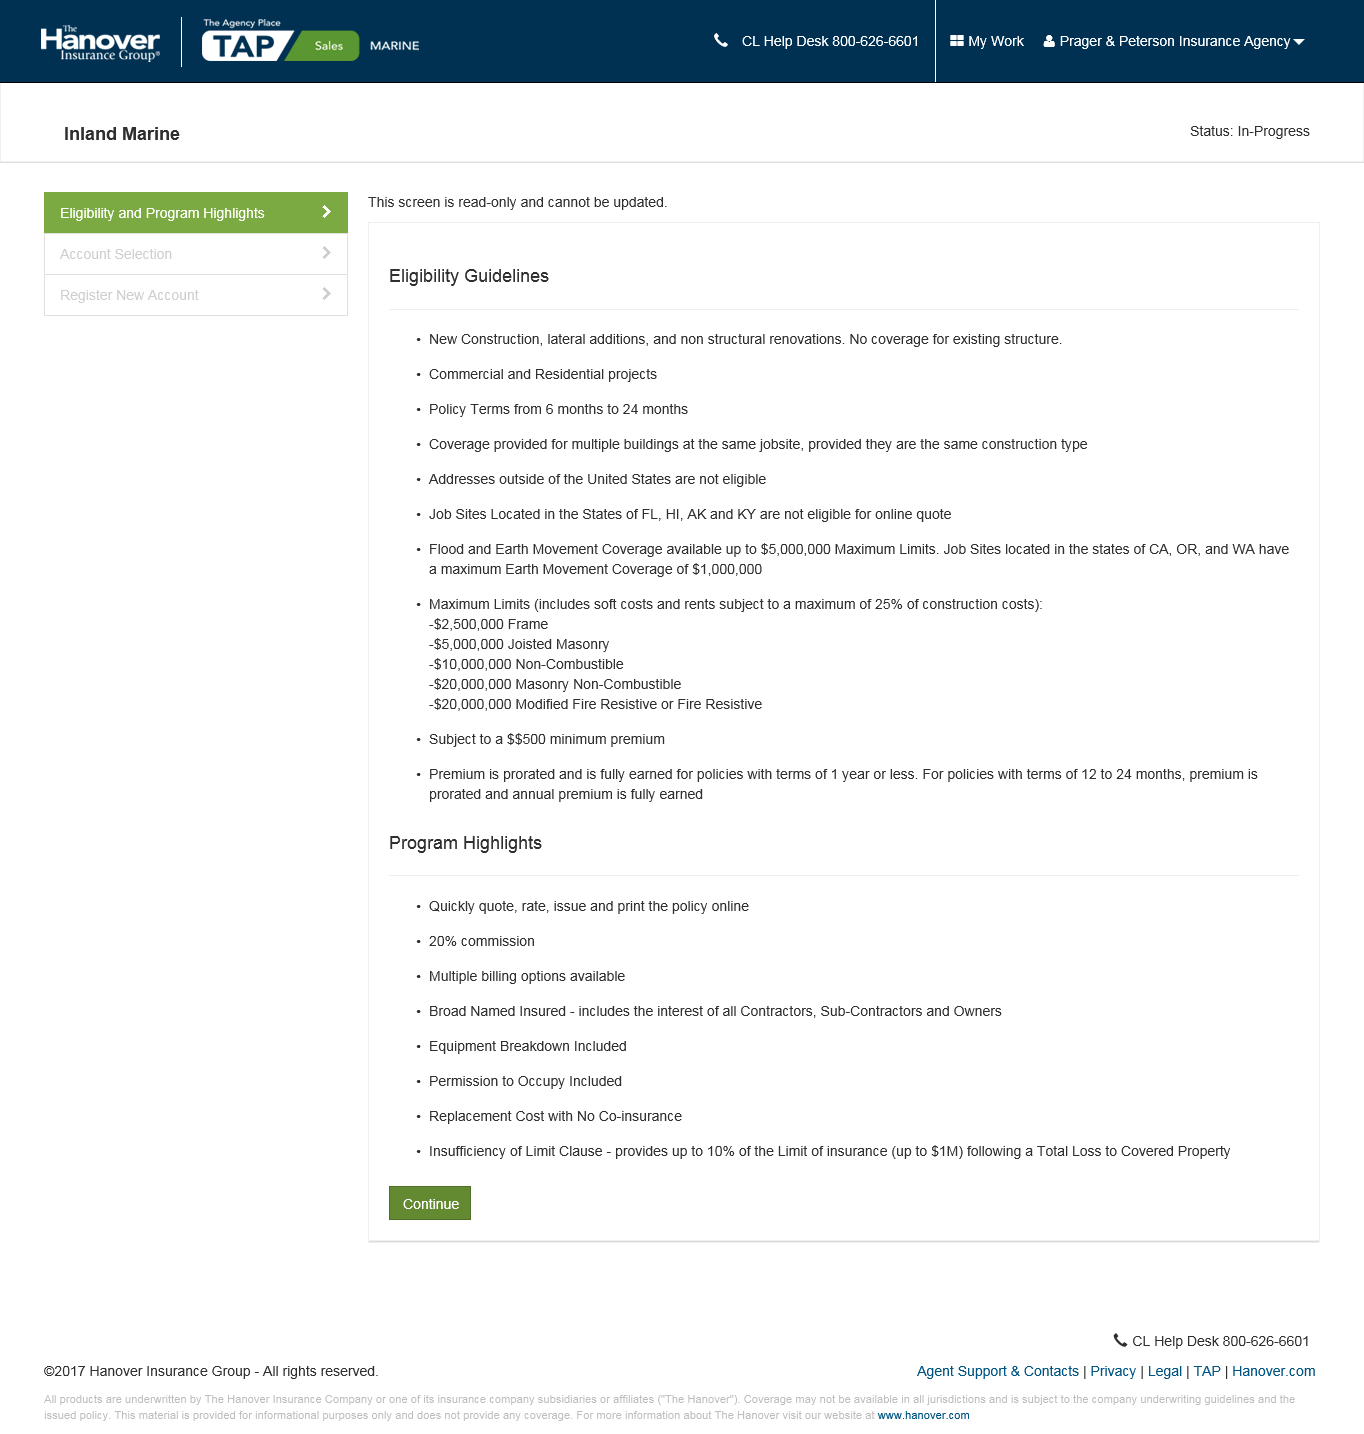 The
Hanover
Insurance Group®
The Agency Place
TAP Sales MARINE
CL Help Desk 800-626-6601
My Work
Prager & Peterson Insurance Agency
Inland Marine
Status: In-Progress
Eligibility and Program Highlights
Account Selection
Register New Account
This screen is read-only and cannot be updated.
Eligibility Guidelines
• New Construction, lateral additions, and non structural renovations. No coverage for existing structure.
• Commercial and Residential projects
• Policy Terms from 6 months to 24 months
• Coverage provided for multiple buildings at the same jobsite, provided they are the same construction type
• Addresses outside of the United States are not eligible
• Job Sites Located in the States of FL, HI, AK and KY are not eligible for online quote
• Flood and Earth Movement Coverage available up to $5,000,000 Maximum Limits. Job Sites located in the states of CA, OR, and WA have
a maximum Earth Movement Coverage of $1,000,000
• Maximum Limits (includes soft costs and rents subject to a maximum of 25% of construction costs):
-$2,500,000 Frame
-$5,000,000 Joisted Masonry
-$10,000,000 Non-Combustible
-$20,000,000 Masonry Non-Combustible
-$20,000,000 Modified Fire Resistive or Fire Resistive
• Subject to a $$500 minimum premium
• Premium is prorated and is fully earned for policies with terms of 1 year or less. For policies with terms of 12 to 24 months, premium is
prorated and annual premium is fully earned
Program Highlights
• Quickly quote, rate, issue and print the policy online
• 20% commission
• Multiple billing options available
• Broad Named Insured - includes the interest of all Contractors, Sub-Contractors and Owners
• Equipment Breakdown Included
• Permission to Occupy Included
• Replacement Cost with No Co-insurance
• Insufficiency of Limit Clause - provides up to 10% of the Limit of insurance (up to $1M) following a Total Loss to Covered Property
Continue
CL Help Desk 800-626-6601
©2017 Hanover Insurance Group - All rights reserved.
Agent Support & Contacts | Privacy | Legal | TAP | Hanover.com
All products are underwritten by The Hanover Insurance Company or one of its insurance company subsidiaries or affiliates ("The Hanover"). Coverage may not be available in all jurisdictions and is subject to the company underwriting guidelines and the
issued policy. This material is provided for informational purposes only and does not provide any coverage. For more information about The Hanover visit our website at www.hanover.com